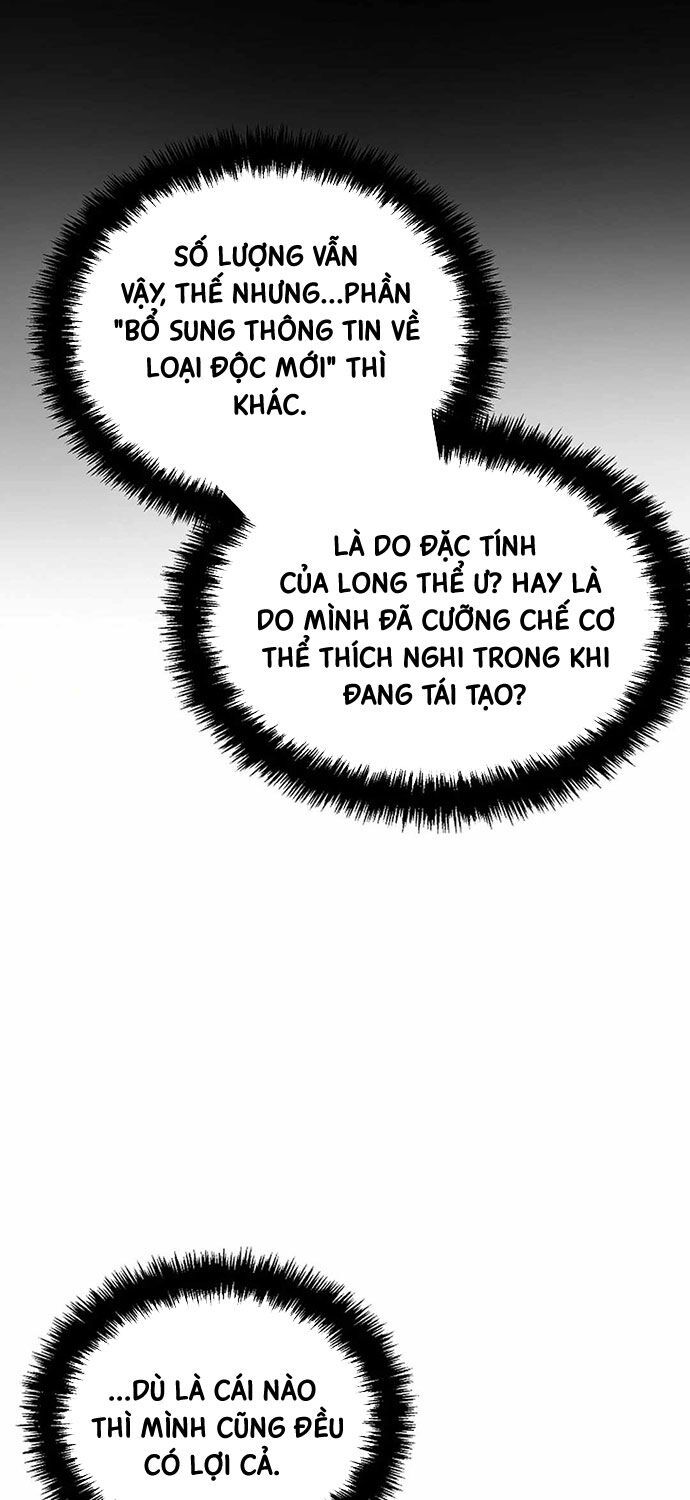 SỐ LƯỢNG VẪN
VẬY, THẾ NHƯNG...PHẦN
"BỔ SUNG THÔNG TIN VỀ
LOẠI ĐỘC MỚI" THÌ
KHÁC.
LÀ DO ĐẶC TÍNH
CỦA LONG THỂ Ư? HAY LÀ
DO MÌNH ĐÃ CƯỠNG CHẾ CƠ
THỂ THÍCH NGHI TRONG KHI
ĐANG TÁI TẠO?
...DÙ LÀ CÁI NÀO
THÌ MÌNH CŨNG ĐỀU
CÓ LỢI CẢ.